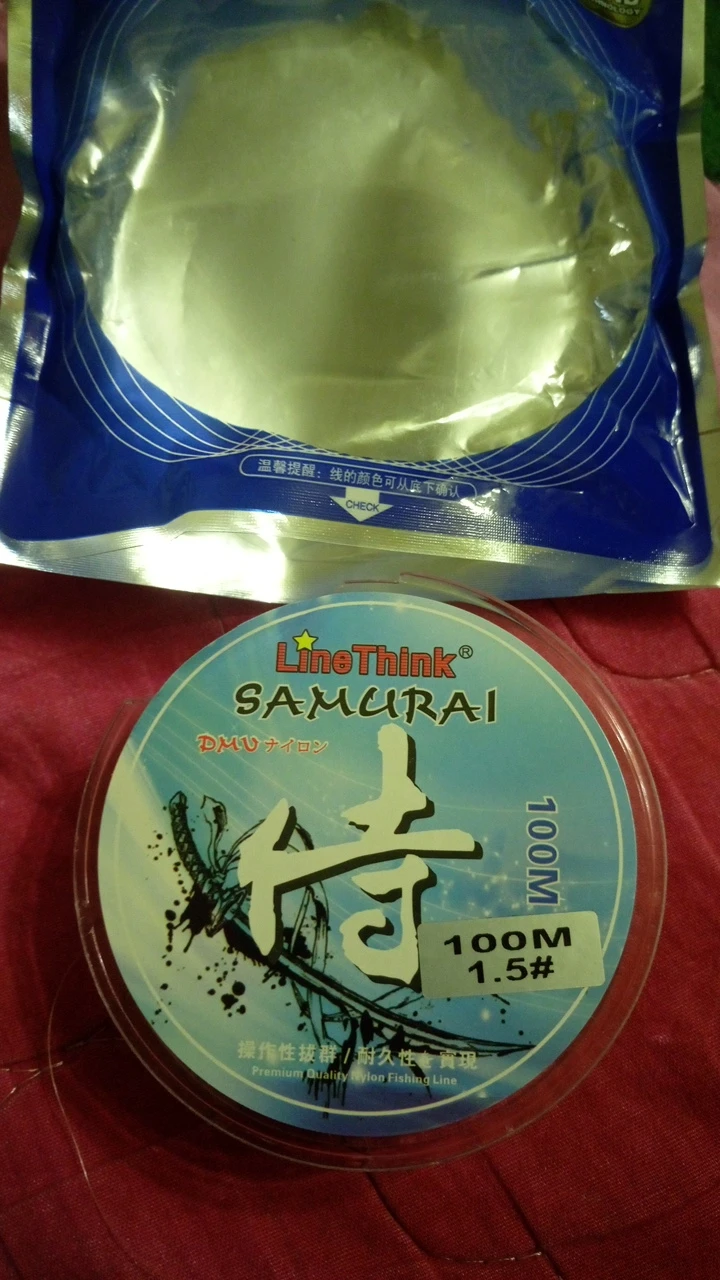 温馨提醒：线的颜色可从底下确认
CHECK
LineThink®
SAMURAI
DMV ナイロン
侍
100M
100M
1.5#
操作性拔群/耐久性を實現
Premium Quality Nylon Fishing Line